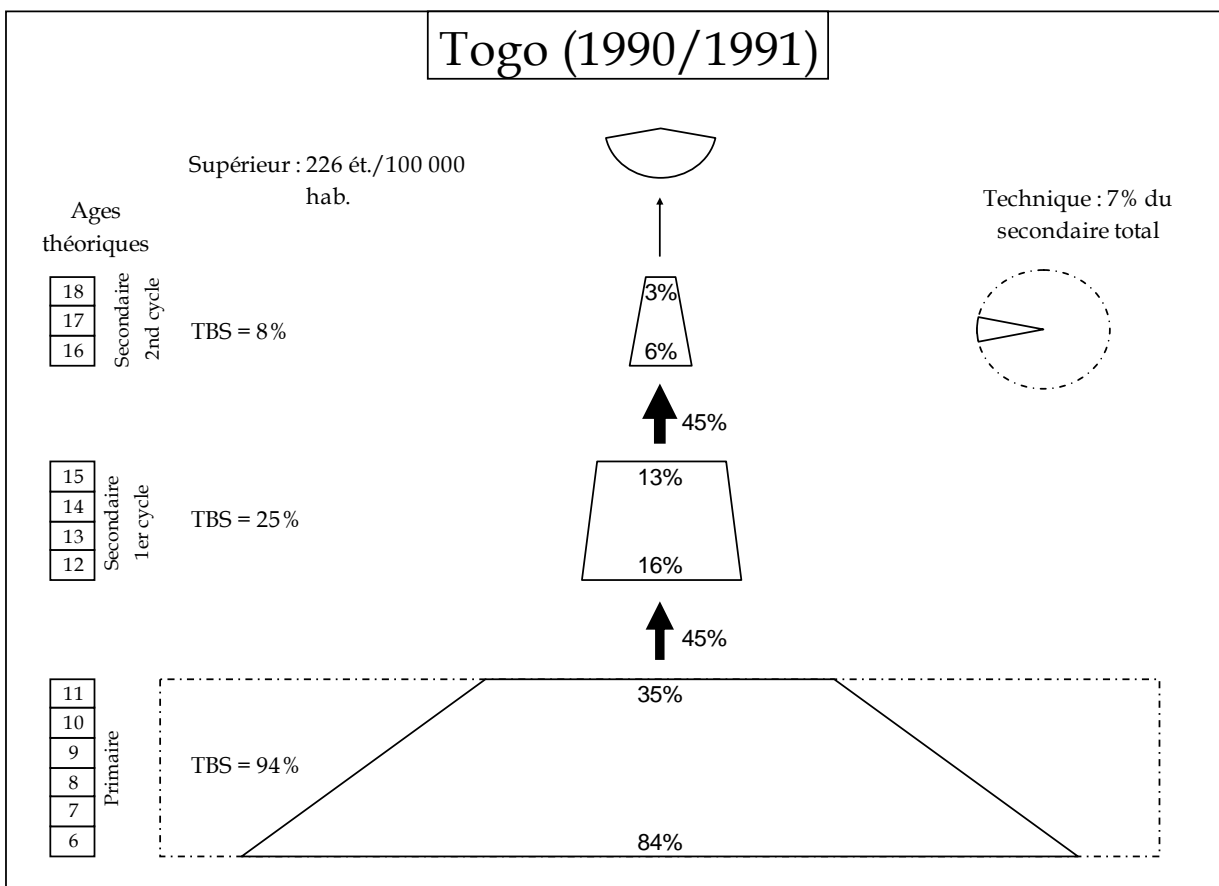 Togo (1990/1991)
Supérieur : 226 ét./100 000
hab.
Technique : 7% du
secondaire total
Ages
théoriques
18
17
16
Secondaire
2nd cycle
TBS = 8%
3%
6%
45%
15
14
13
12
Secondaire
1er cycle
TBS = 25%
13%
16%
45%
11
10
9
8
7
6
Primaire
TBS = 94%
35%
84%